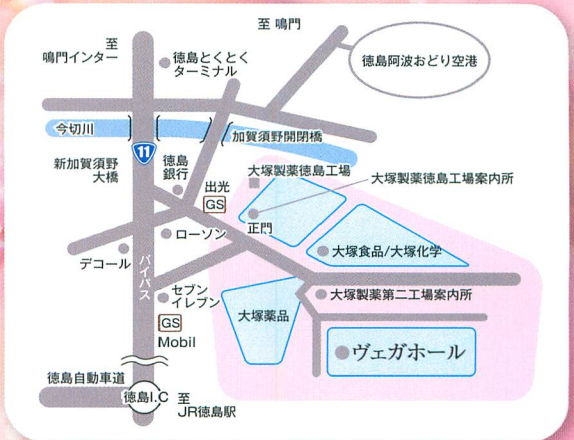 至 鳴門
至
鳴門インター
徳島とくとく
ターミナル
徳島阿波おどり空港
今切川
加賀須野開閉橋
11
新加賀須野
大橋
徳島
銀行
出光
GS
大塚製薬徳島工場
大塚製薬徳島工場案内所
正門
ローソン
デコール
バイパス
大塚食品/大塚化学
セブン
イレブン
大塚薬品
大塚製薬第二工場案内所
GS
Mobil
ヴェガホール
徳島自動車道
徳島I,C
至
JR徳島駅